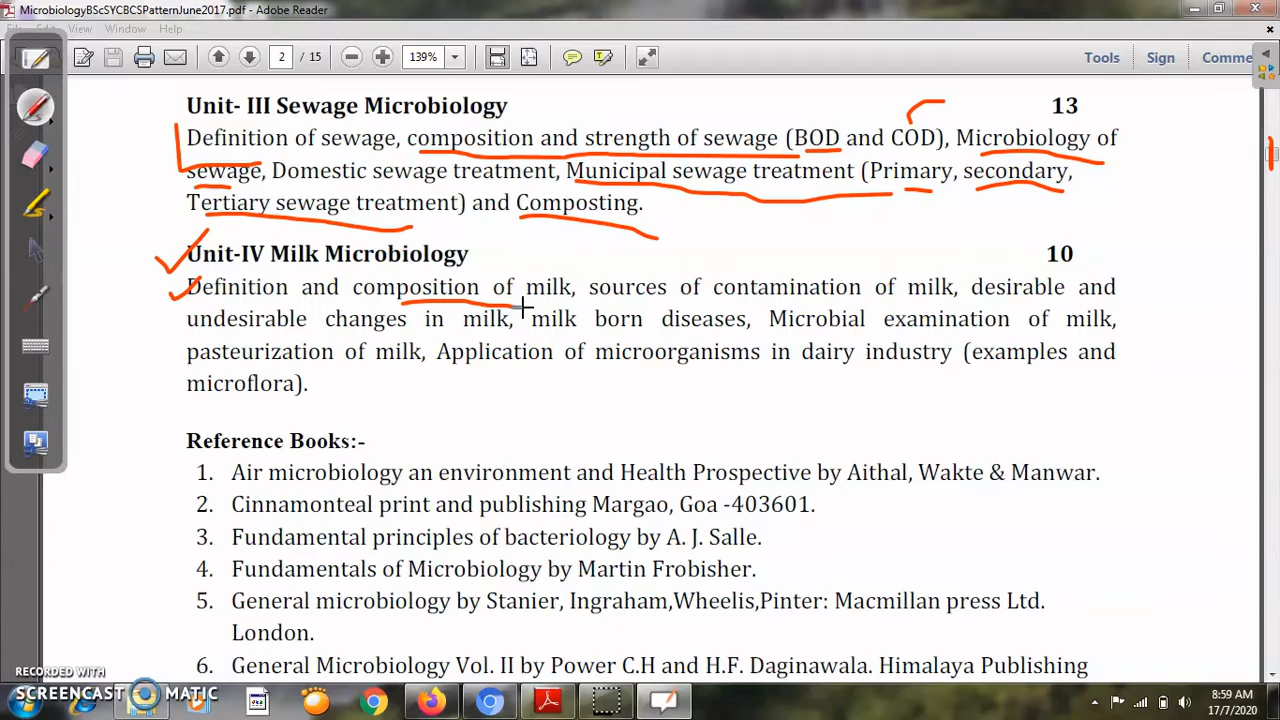 MicrobiologyBScSYCBCSPatternJune2017.pdf - Adobe Reader
View Window Help
2 / 15 139% Tools Sign Comme
Unit- III Sewage Microbiology 13
Definition of sewage, composition and strength of sewage (BOD and COD), Microbiology of
sewage, Domestic sewage treatment, Municipal sewage treatment (Primary, secondary,
Tertiary sewage treatment) and Composting.
Unit-IV Milk Microbiology 10
Definition and composition of milk, sources of contamination of milk, desirable and
undesirable changes in milk, milk born diseases, Microbial examination of milk,
pasteurization of milk, Application of microorganisms in dairy industry (examples and
microflora).
Reference Books:-
1. Air microbiology an environment and Health Prospective by Aithal, Wakte & Manwar.
2. Cinnamonteal print and publishing Margao, Goa -403601.
3. Fundamental principles of bacteriology by A. J. Salle.
4. Fundamentals of Microbiology by Martin Frobisher.
5. General microbiology by Stanier, Ingraham,Wheelis,Pinter: Macmillan press Ltd.
London.
6. General Microbiology Vol. II by Power C.H and H.F. Daginawala. Himalaya Publishing
RECORDED WITH
SCREENCAST MATIC
8:59 AM
17/7/2020